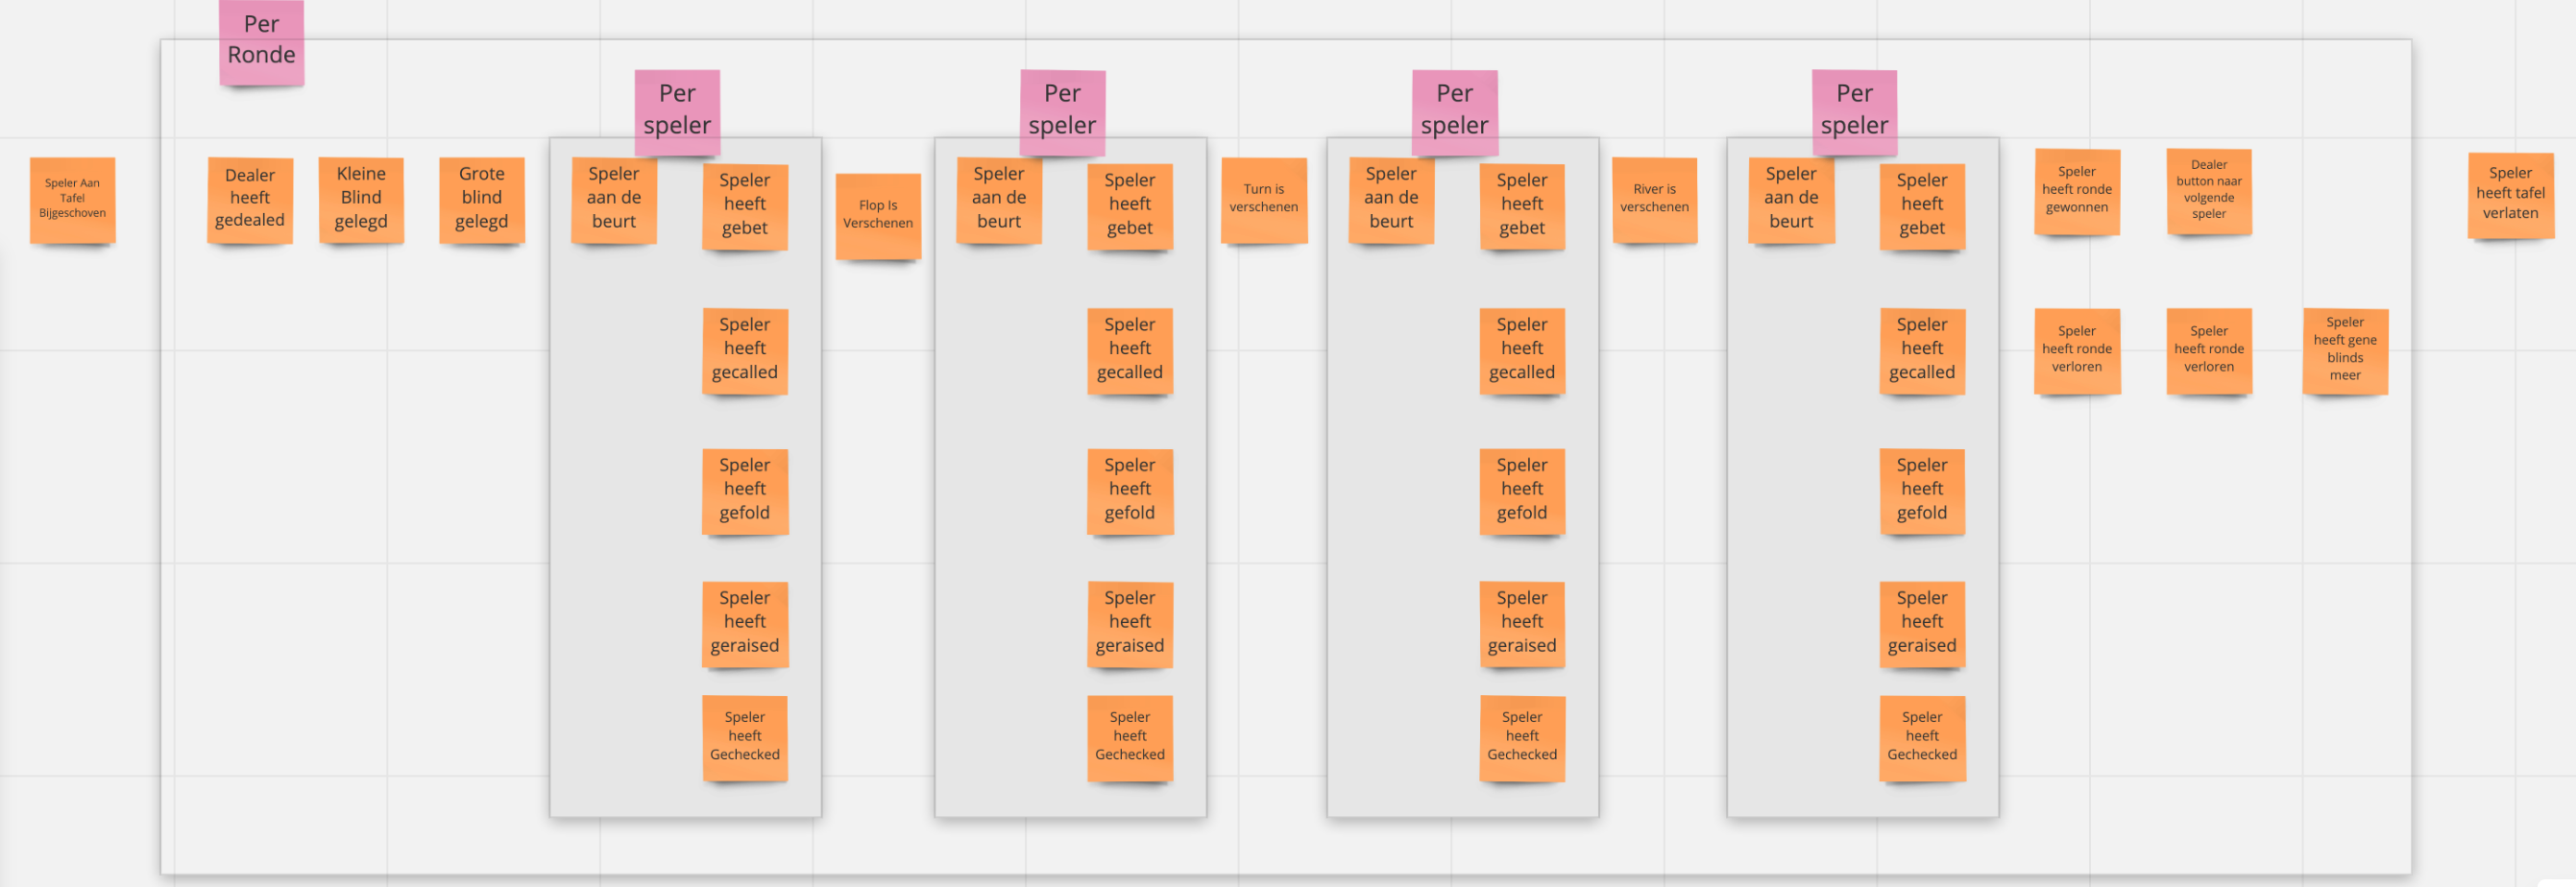 Per
Ronde
Per
speler
Per
speler
Per
speler
Per
speler
Speler Aan
Tafel
Bijgeschoven
Dealer
heeft
gedealed
Kleine
Blind
gelegd
Grote
blind
gelegd
Speler
aan de
beurt
Speler
heeft
gebet
Speler
heeft
gecalled
Speler
heeft
gefold
Speler
heeft
geraised
Speler
heeft
Gechecked
Flop Is
Verschenen
Speler
aan de
beurt
Speler
heeft
gebet
Speler
heeft
gecalled
Speler
heeft
gefold
Speler
heeft
geraised
Speler
heeft
Gechecked
Turn is
verschenen
Speler
aan de
beurt
Speler
heeft
gebet
Speler
heeft
gecalled
Speler
heeft
gefold
Speler
heeft
geraised
Speler
heeft
Gechecked
River is
verschenen
Speler
aan de
beurt
Speler
heeft
gebet
Speler
heeft
gecalled
Speler
heeft
gefold
Speler
heeft
geraised
Speler
heeft
Gechecked
Speler
heeft ronde
gewonnen
Dealer
button naar
volgende
speler
Speler
heeft ronde
verloren
Speler
heeft ronde
verloren
Speler
heeft gene
blinds
meer
Speler
heeft tafel
verlaten